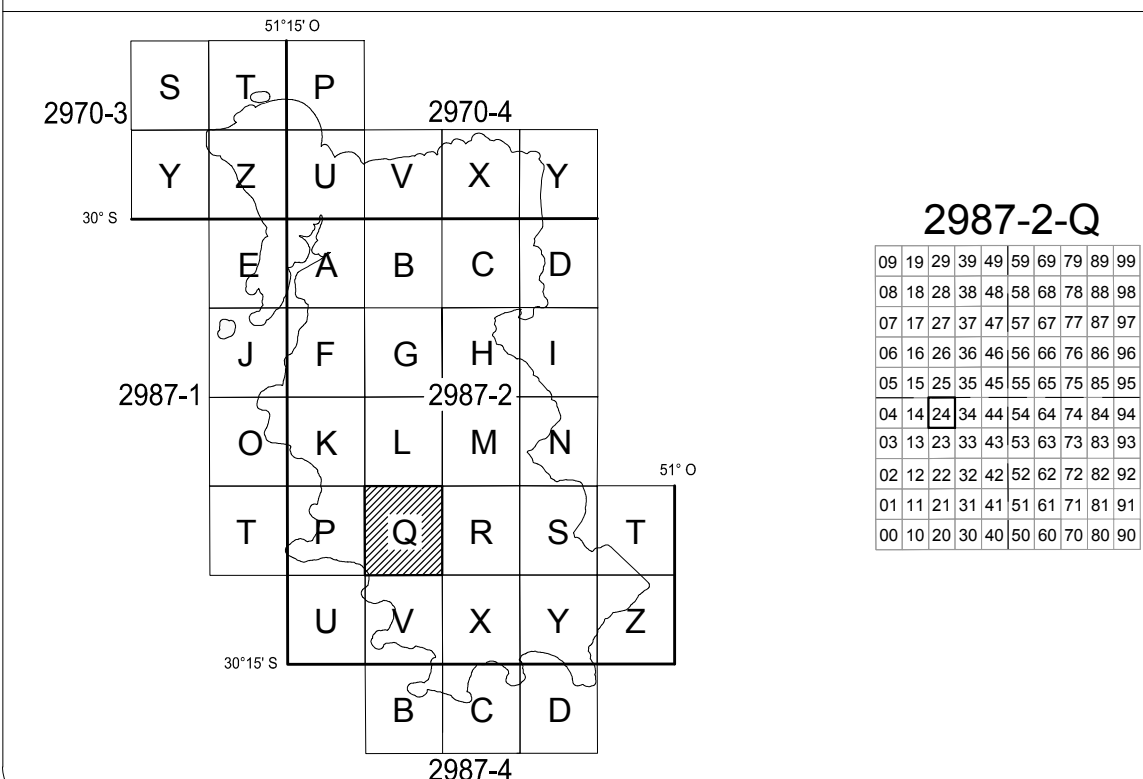 51°15' O
S T P
2970-3
2970-4
Y Z U V X Y
30° S
E A B C D
J F G H I
2987-1
2987-2
O K L M N
51° O
T P Q R S T
U V X Y Z
30°15' S
B C D
2987-4
2987-2-Q
09 19 29 39 49 59 69 79 89 99
08 18 28 38 48 58 68 78 88 98
07 17 27 37 47 57 67 77 87 97
06 16 26 36 46 56 66 76 86 96
05 15 25 35 45 55 65 75 85 95
04 14 24 34 44 54 64 74 84 94
03 13 23 33 43 53 63 73 83 93
02 12 22 32 42 52 62 72 82 92
01 11 21 31 41 51 61 71 81 91
00 10 20 30 40 50 60 70 80 90